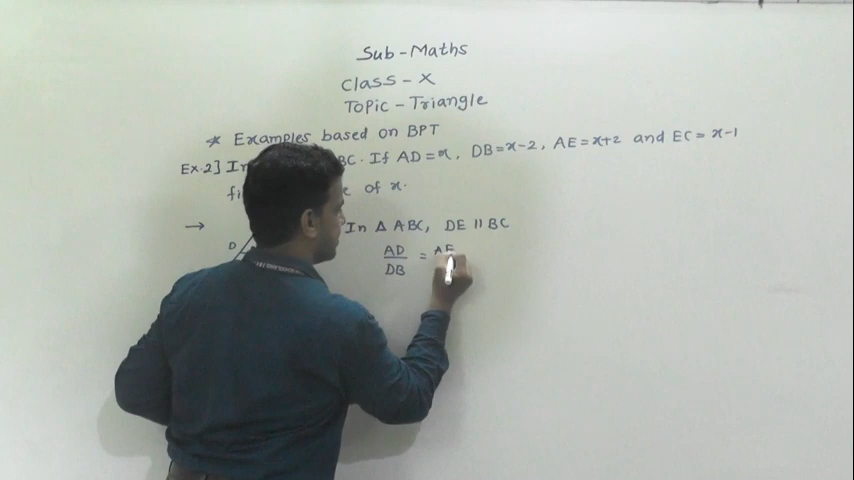 Sub-Maths
Class-X
Topic-Triangle
* Examples based on BPT
Ex.2] In BC. If AD=x, DB=x-2, AE=x+2 and EC=x-1
fi of x.
→ In △ ABC, DE || BC
D AD/DB = AE